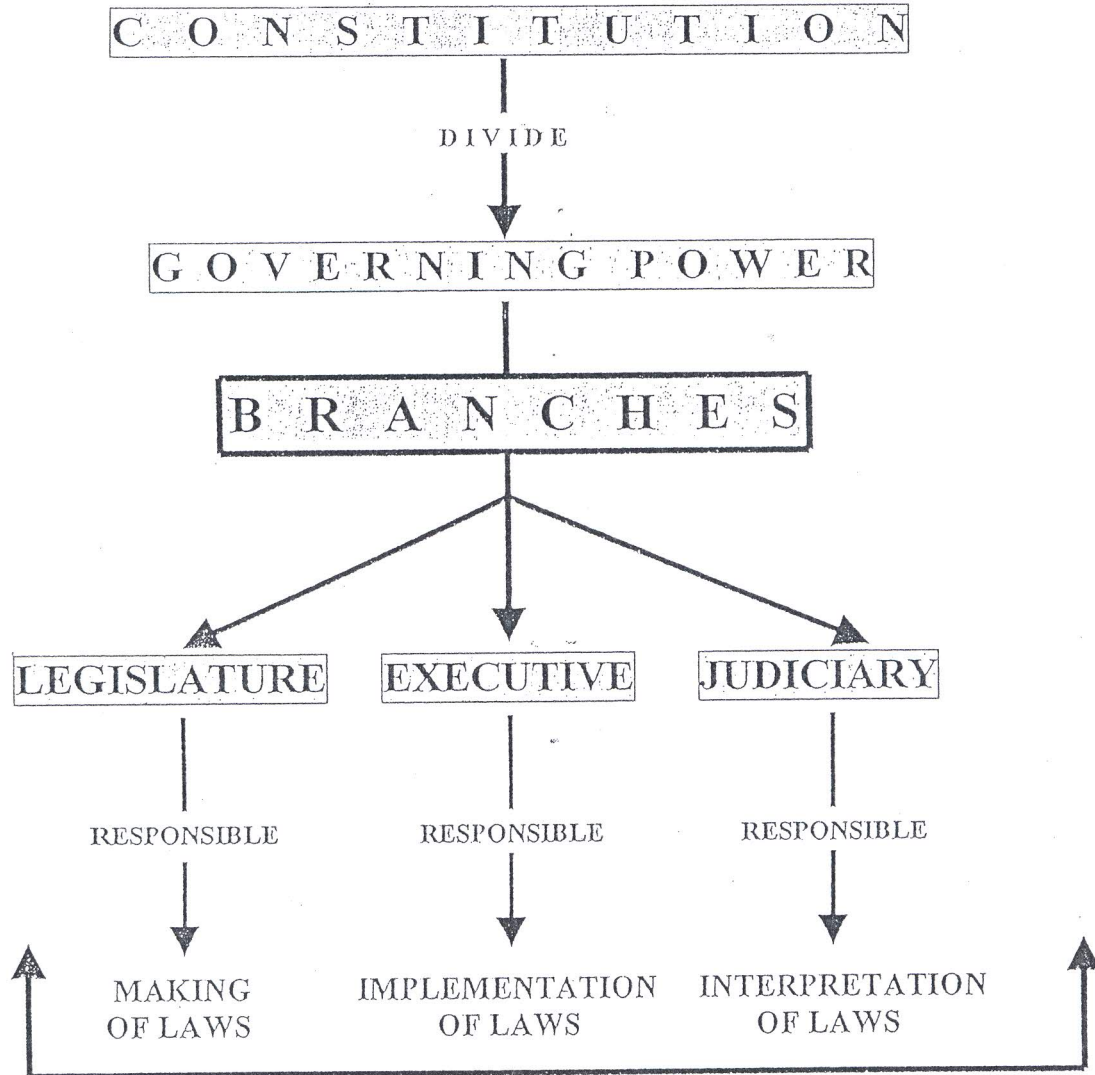 CONSTITUTION
DIVIDE
GOVERNING POWER
BRANCHES
LEGISLATURE
EXECUTIVE
JUDICIARY
RESPONSIBLE
RESPONSIBLE
RESPONSIBLE
MAKING
OF LAWS
IMPLEMENTATION
OF LAWS
INTERPRETATION
OF LAWS